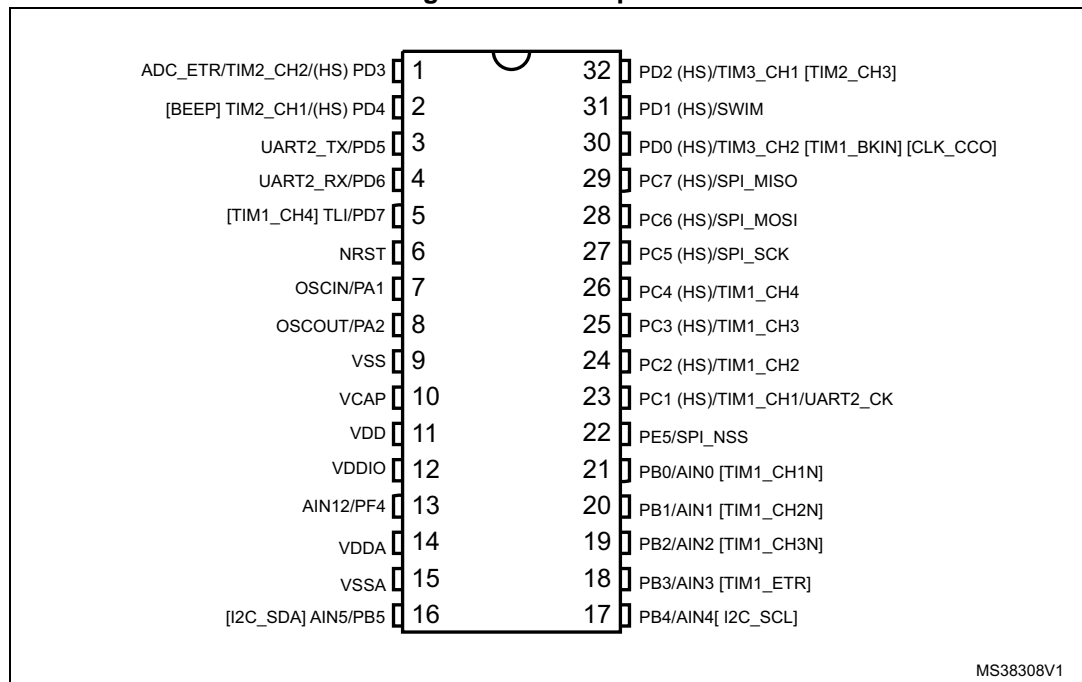 ADC_ETR/TIM2_CH2/(HS) PD3 1 32 PD2 (HS)/TIM3_CH1 [TIM2_CH3]
[BEEP] TIM2_CH1/(HS) PD4 2 31 PD1 (HS)/SWIM
UART2_TX/PD5 3 30 PD0 (HS)/TIM3_CH2 [TIM1_BKIN] [CLK_CCO]
UART2_RX/PD6 4 29 PC7 (HS)/SPI_MISO
[TIM1_CH4] TLI/PD7 5 28 PC6 (HS)/SPI_MOSI
NRST 6 27 PC5 (HS)/SPI_SCK
OSCIN/PA1 7 26 PC4 (HS)/TIM1_CH4
OSCOUT/PA2 8 25 PC3 (HS)/TIM1_CH3
VSS 9 24 PC2 (HS)/TIM1_CH2
VCAP 10 23 PC1 (HS)/TIM1_CH1/UART2_CK
VDD 11 22 PE5/SPI_NSS
VDDIO 12 21 PB0/AIN0 [TIM1_CH1N]
AIN12/PF4 13 20 PB1/AIN1 [TIM1_CH2N]
VDDA 14 19 PB2/AIN2 [TIM1_CH3N]
VSSA 15 18 PB3/AIN3 [TIM1_ETR]
[I2C_SDA] AIN5/PB5 16 17 PB4/AIN4[ I2C_SCL]
MS38308V1